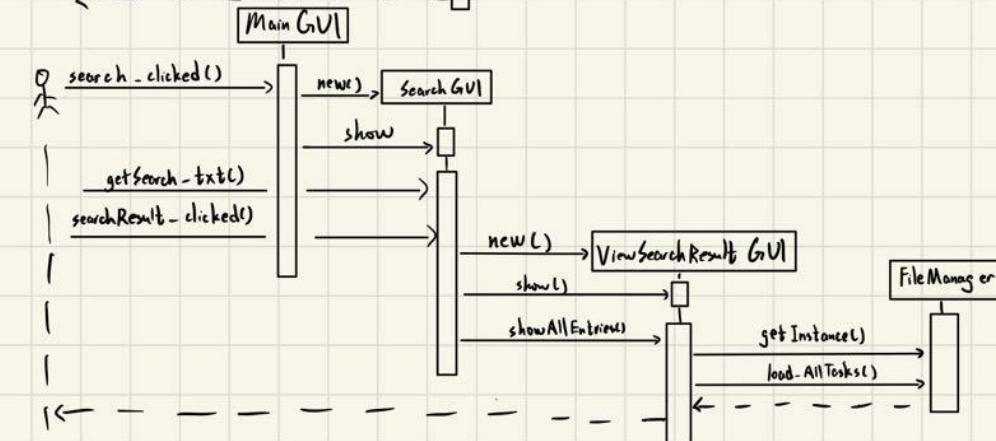 Main GUI
search_clicked()
new()
Search GUI
show
getSearch_txt()
searchResult_clicked()
new()
ViewSearchResult GUI
show()
FileManager
showAllEntries()
getInstance()
load_AllTasks()